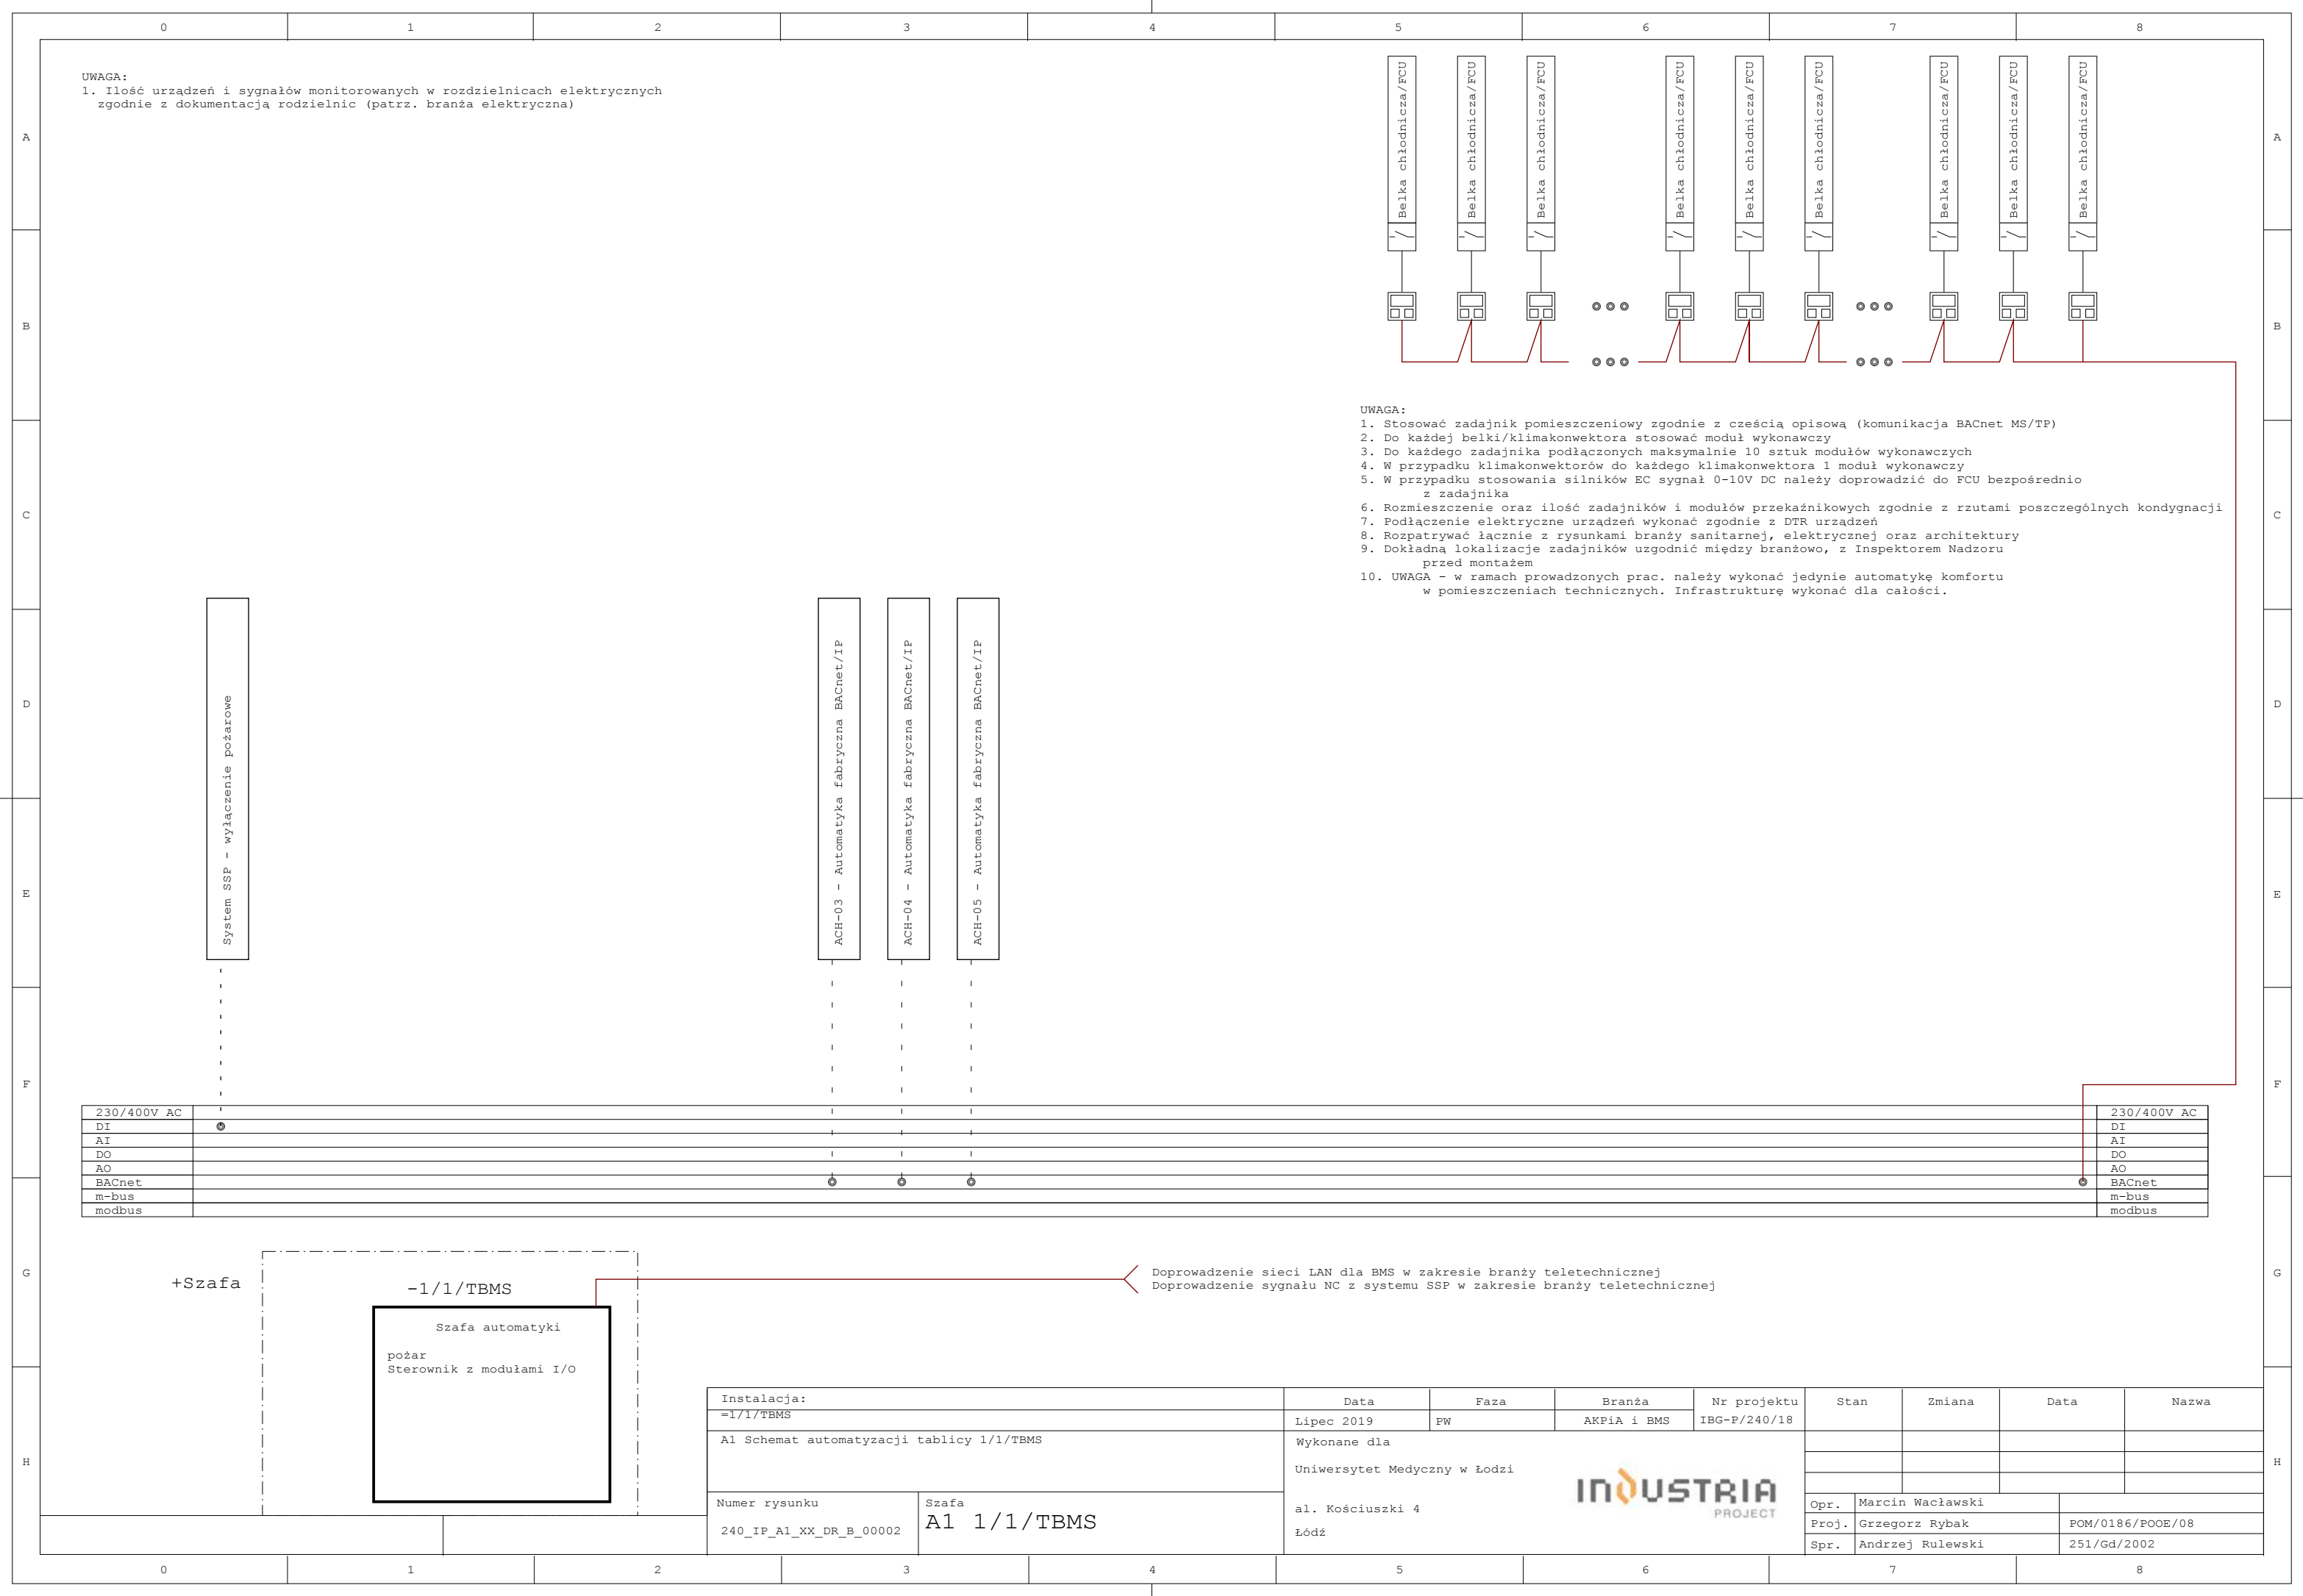 0 1 2 3 4 5 6 7 8
UWAGA:
1. Ilość urządzeń i sygnałów monitorowanych w rozdzielnicach elektrycznych
zgodnie z dokumentacją rodzielnic (patrz. branża elektryczna)
Belka chłodnicza/FCU
Belka chłodnicza/FCU
Belka chłodnicza/FCU
Belka chłodnicza/FCU
Belka chłodnicza/FCU
Belka chłodnicza/FCU
Belka chłodnicza/FCU
Belka chłodnicza/FCU
Belka chłodnicza/FCU
A A
B B
UWAGA:
1. Stosować zadajnik pomieszczeniowy zgodnie z cześcią opisową (komunikacja BACnet MS/TP)
2. Do każdej belki/klimakonwektora stosować moduł wykonawczy
3. Do każdego zadajnika podłączonych maksymalnie 10 sztuk modułów wykonawczych
4. W przypadku klimakonwektorów do każdego klimakonwektora 1 moduł wykonawczy
5. W przypadku stosowania silników EC sygnał 0-10V DC należy doprowadzić do FCU bezpośrednio
z zadajnika
6. Rozmieszczenie oraz ilość zadajników i modułów przekaźnikowych zgodnie z rzutami poszczególnych kondygnacji
7. Podłączenie elektryczne urządzeń wykonać zgodnie z DTR urządzeń
8. Rozpatrywać łącznie z rysunkami branży sanitarnej, elektrycznej oraz architektury
9. Dokładną lokalizacje zadajników uzgodnić między branżowo, z Inspektorem Nadzoru
przed montażem
10. UWAGA - w ramach prowadzonych prac. należy wykonać jedynie automatykę komfortu
w pomieszczeniach technicznych. Infrastrukturę wykonać dla całości.
C C
D D
System SSP - wyłączenie pożarowe
ACH-03 - Automatyka fabryczna BACnet/IP
ACH-04 - Automatyka fabryczna BACnet/IP
ACH-05 - Automatyka fabryczna BACnet/IP
E E
F F
230/400V AC 230/400V AC
DI DI
AI AI
DO DO
AO AO
BACnet BACnet
m-bus m-bus
modbus modbus
G G
+Szafa
-1/1/TBMS
Doprowadzenie sieci LAN dla BMS w zakresie branży teletechnicznej
Doprowadzenie sygnału NC z systemu SSP w zakresie branży teletechnicznej
Szafa automatyki
pożar
Sterownik z modułami I/O
H H
Instalacja:
=1/1/TBMS
A1 Schemat automatyzacji tablicy 1/1/TBMS
Numer rysunku
240_IP_A1_XX_DR_B_00002
Szafa
A1 1/1/TBMS
Data Faza Branża Nr projektu
Lipec 2019 PW AKPiA i BMS IBG-P/240/18
Wykonane dla
Uniwersytet Medyczny w Łodzi
al. Kościuszki 4
Łódź
INDUSTRIA
PROJECT
Stan Zmiana Data Nazwa
Opr. Marcin Wacławski
Proj. Grzegorz Rybak POM/0186/POOE/08
Spr. Andrzej Rulewski 251/Gd/2002
0 1 2 3 4 5 6 7 8